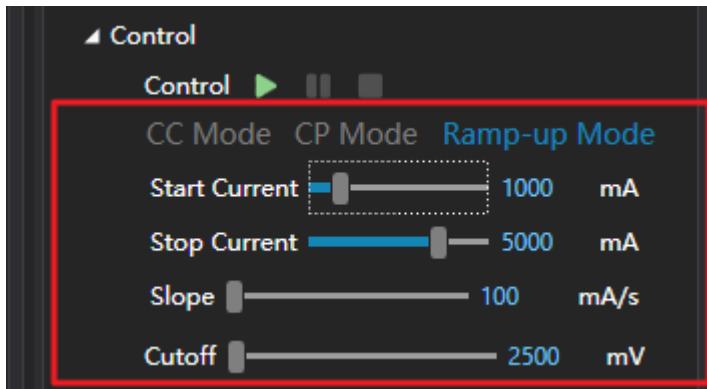 Control
Control
CC Mode CP Mode Ramp-up Mode
Start Current 1000 mA
Stop Current 5000 mA
Slope 100 mA/s
Cutoff 2500 mV